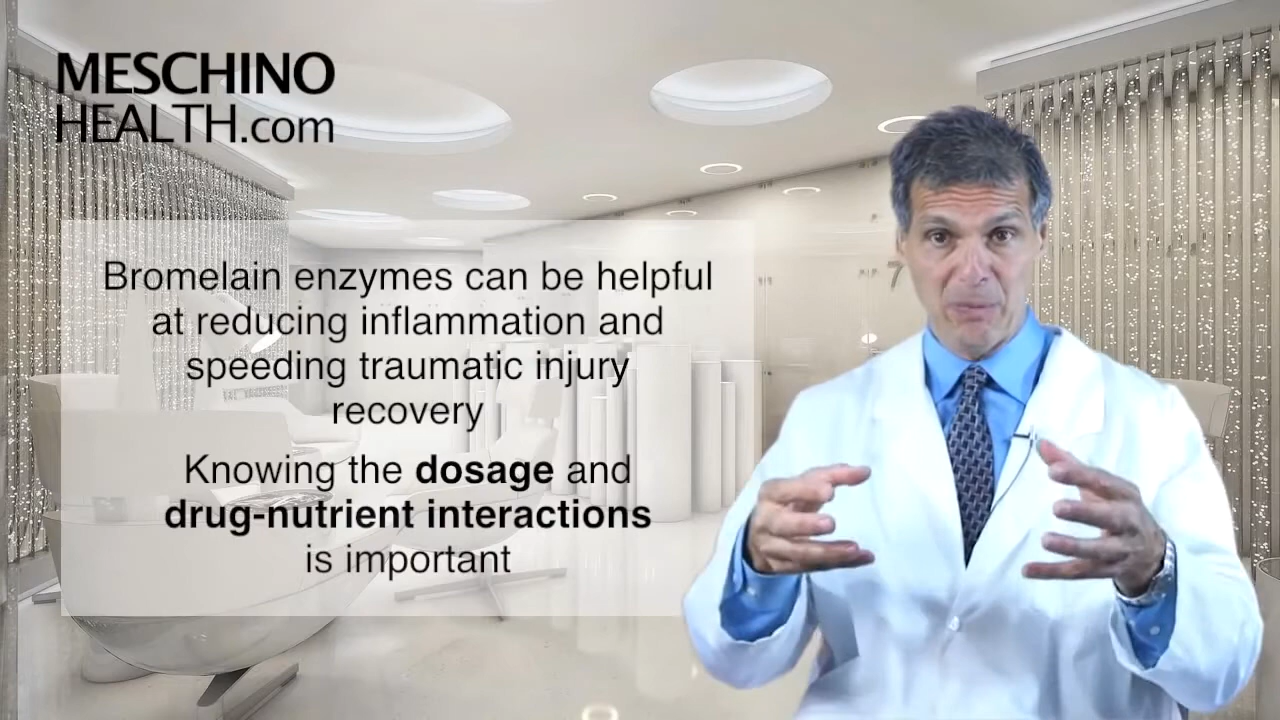 MESCHINO
HEALTH.com
Bromelain enzymes can be helpful
at reducing inflammation and
speeding traumatic injury
recovery
Knowing the dosage and
drug-nutrient interactions
is important
7